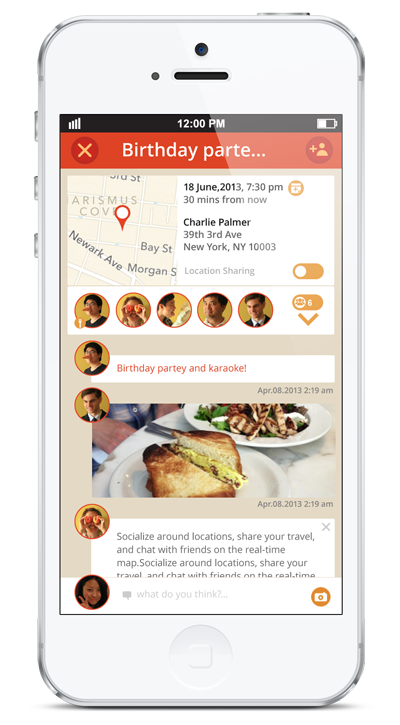 12:00 PM
Birthday parte...
3rd St
ARISMUS
COV
Newark Ave
Bay St
Morgan S
18 June,2013, 7:30 pm
30 mins from now
Charlie Palmer
39th 3rd Ave
New York, NY 10003
Location Sharing
6
Birthday partey and karaoke!
Apr.08.2013 2:19 am
Apr.08.2013 2:19 am
Socialize around locations, share your travel,
and chat with friends on the real-time
map.Socialize around locations, share your
travel, and chat with friends on the real-time
what do you think?...